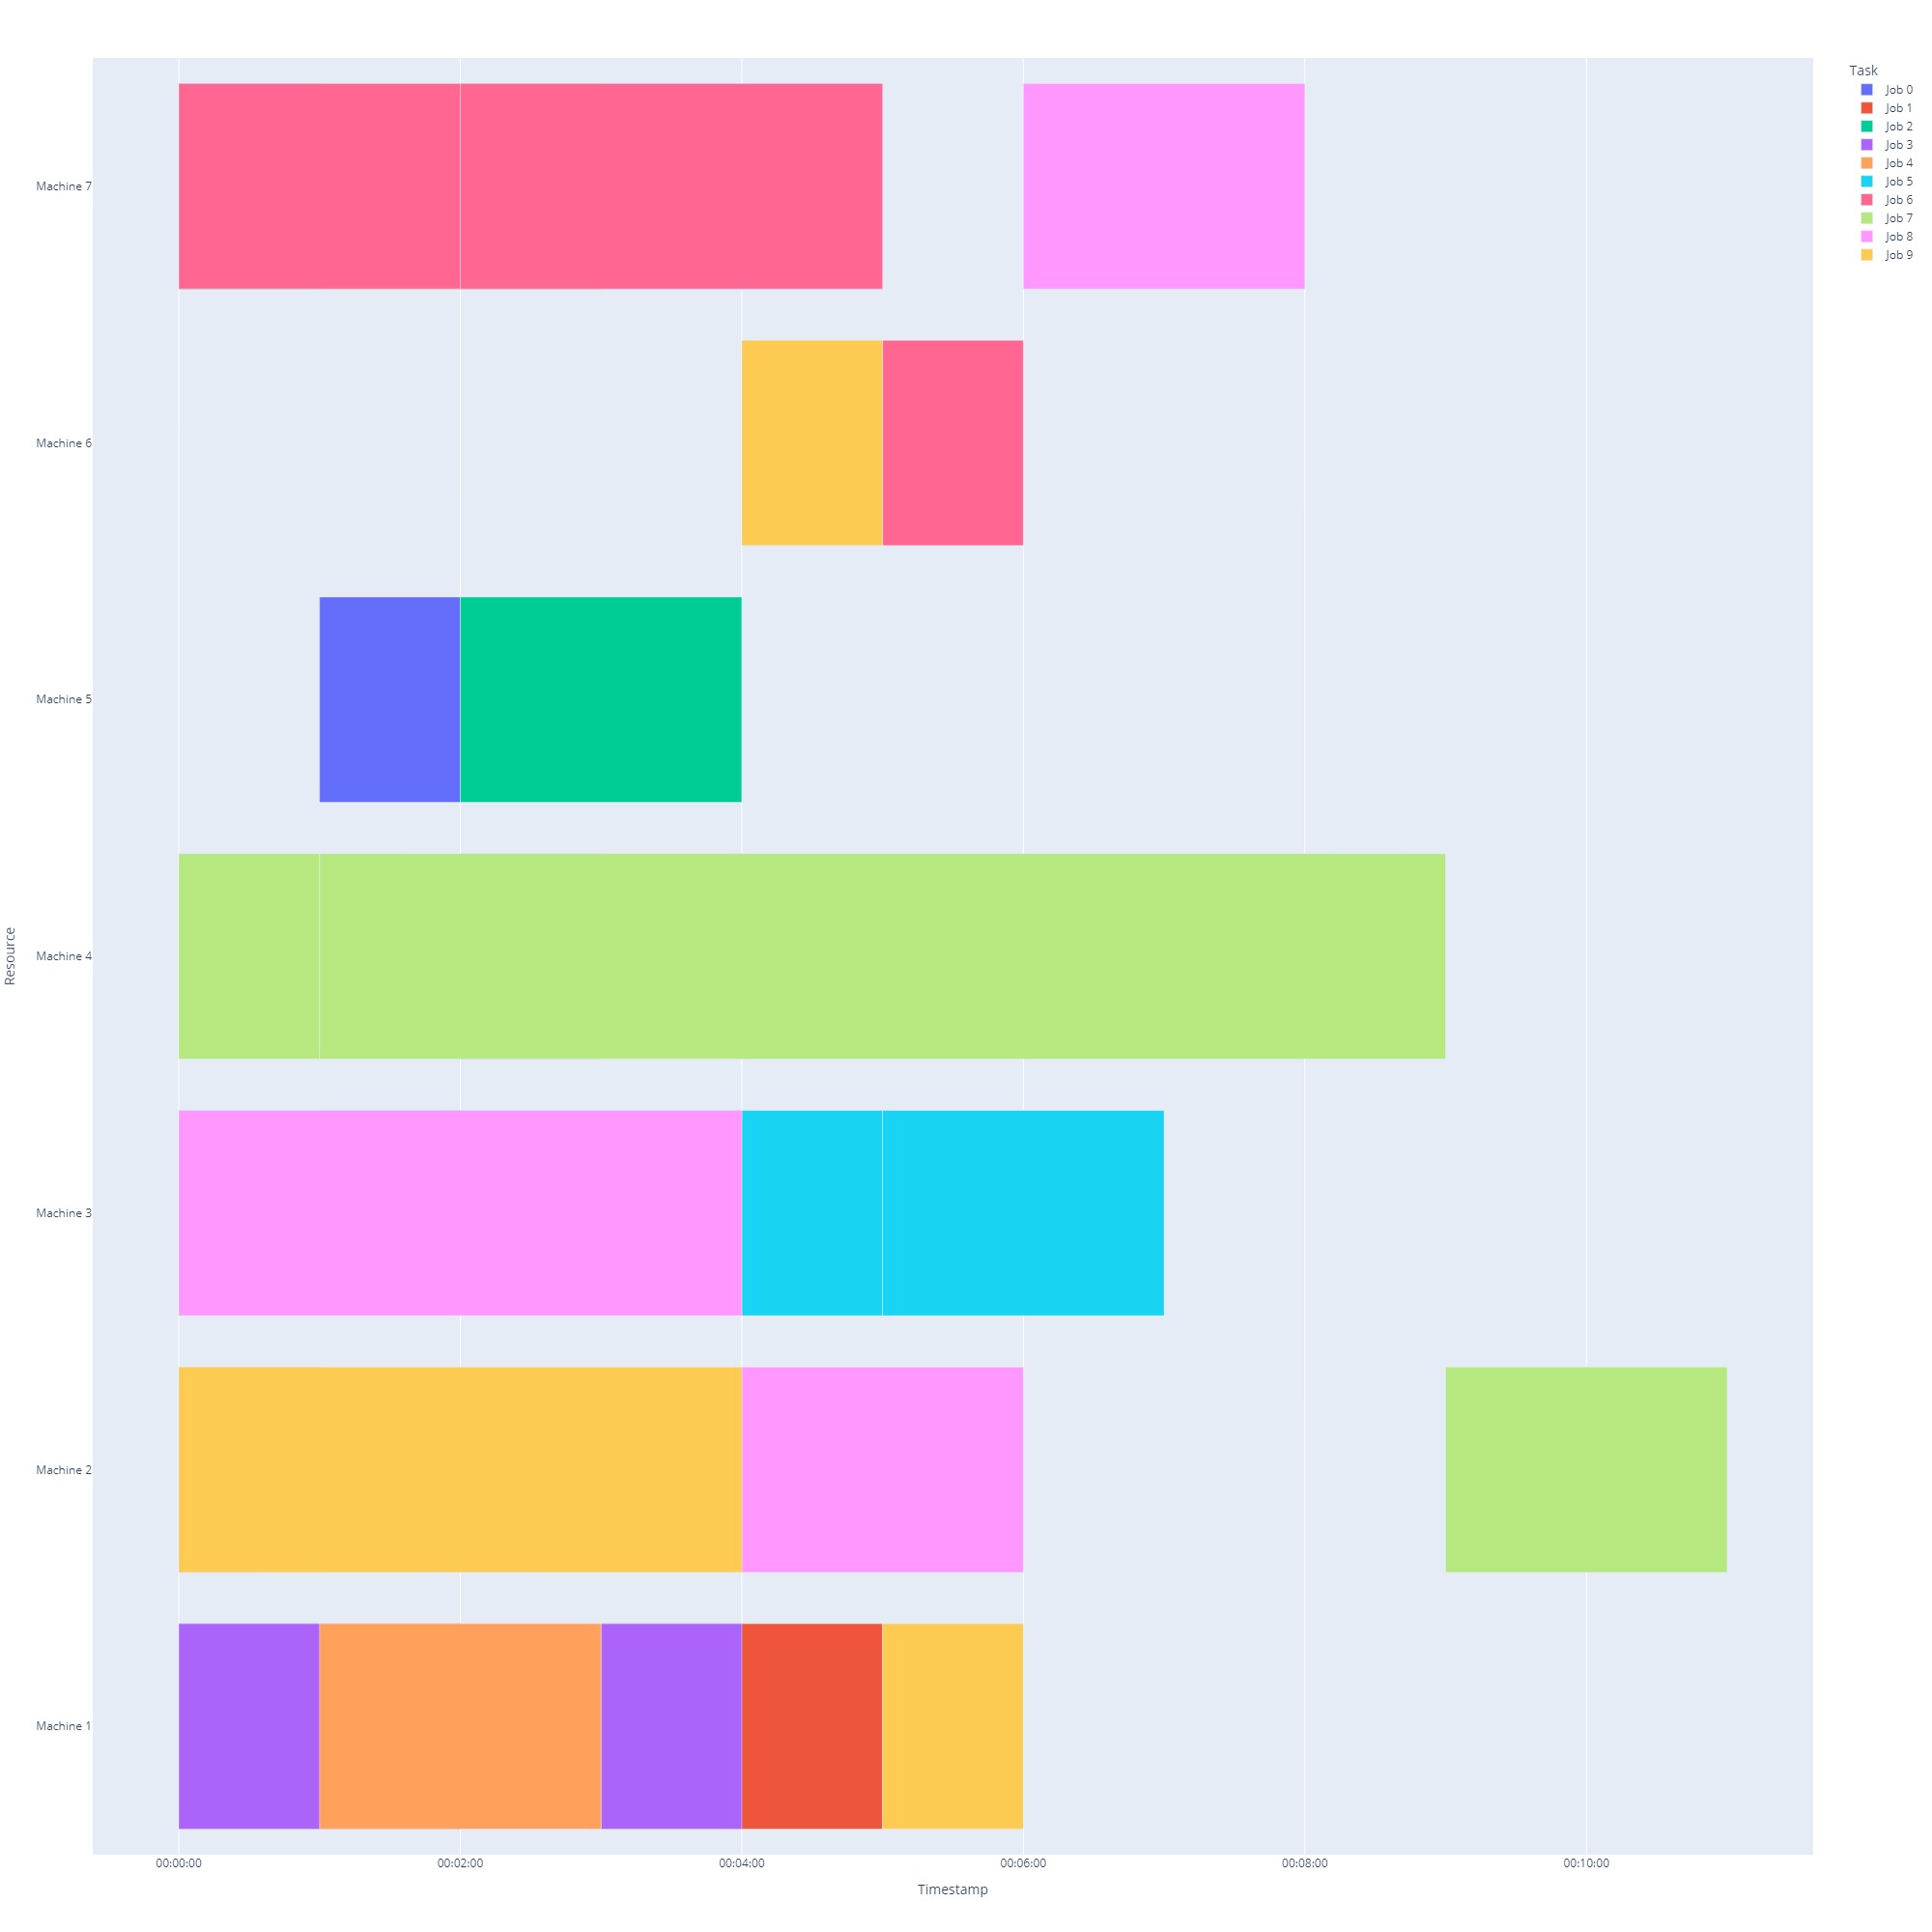 Task
Job 0
Job 1
Job 2
Job 3
Job 4
Job 5
Job 6
Job 7
Job 8
Job 9
Resource
Machine 7
Machine 6
Machine 5
Machine 4
Machine 3
Machine 2
Machine 1
00:00:00 00:02:00 00:04:00 00:06:00 00:08:00 00:10:00
Timestamp